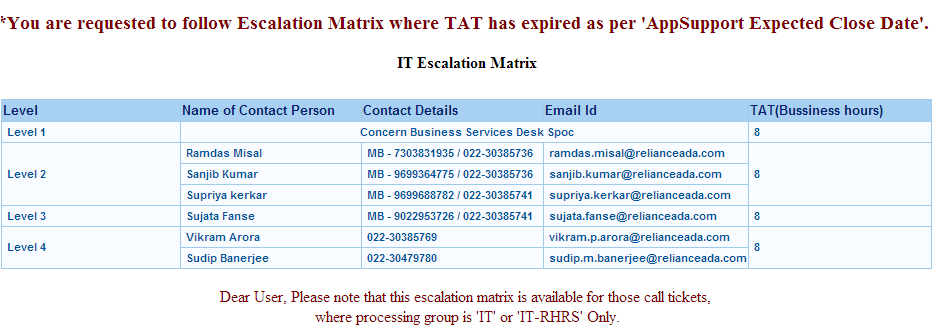 *You are requested to follow Escalation Matrix where TAT has expired as per 'AppSupport Expected Close Date'.
IT Escalation Matrix
Level Name of Contact Person Contact Details Email Id TAT(Bussiness hours)
Level 1 Concern Business Services Desk Spoc 8
Ramdas Misal MB - 7303831935 / 022-30385736 ramdas.misal@relianceada.com
Level 2 Sanjib Kumar MB - 9699364775 / 022-30385736 sanjib.kumar@relianceada.com 8
Supriya kerkar MB - 9699688782 / 022-30385741 supriya.kerkar@relianceada.com
Level 3 Sujata Fanse MB - 9022953726 / 022-30385741 sujata.fanse@relianceada.com 8
Level 4 Vikram Arora 022-30385769 vikram.p.arora@relianceada.com 8
Sudip Banerjee 022-30479780 sudip.m.banerjee@relianceada.com
Dear User, Please note that this escalation matrix is available for those call tickets,
where processing group is 'IT' or 'IT-RHRS' Only.